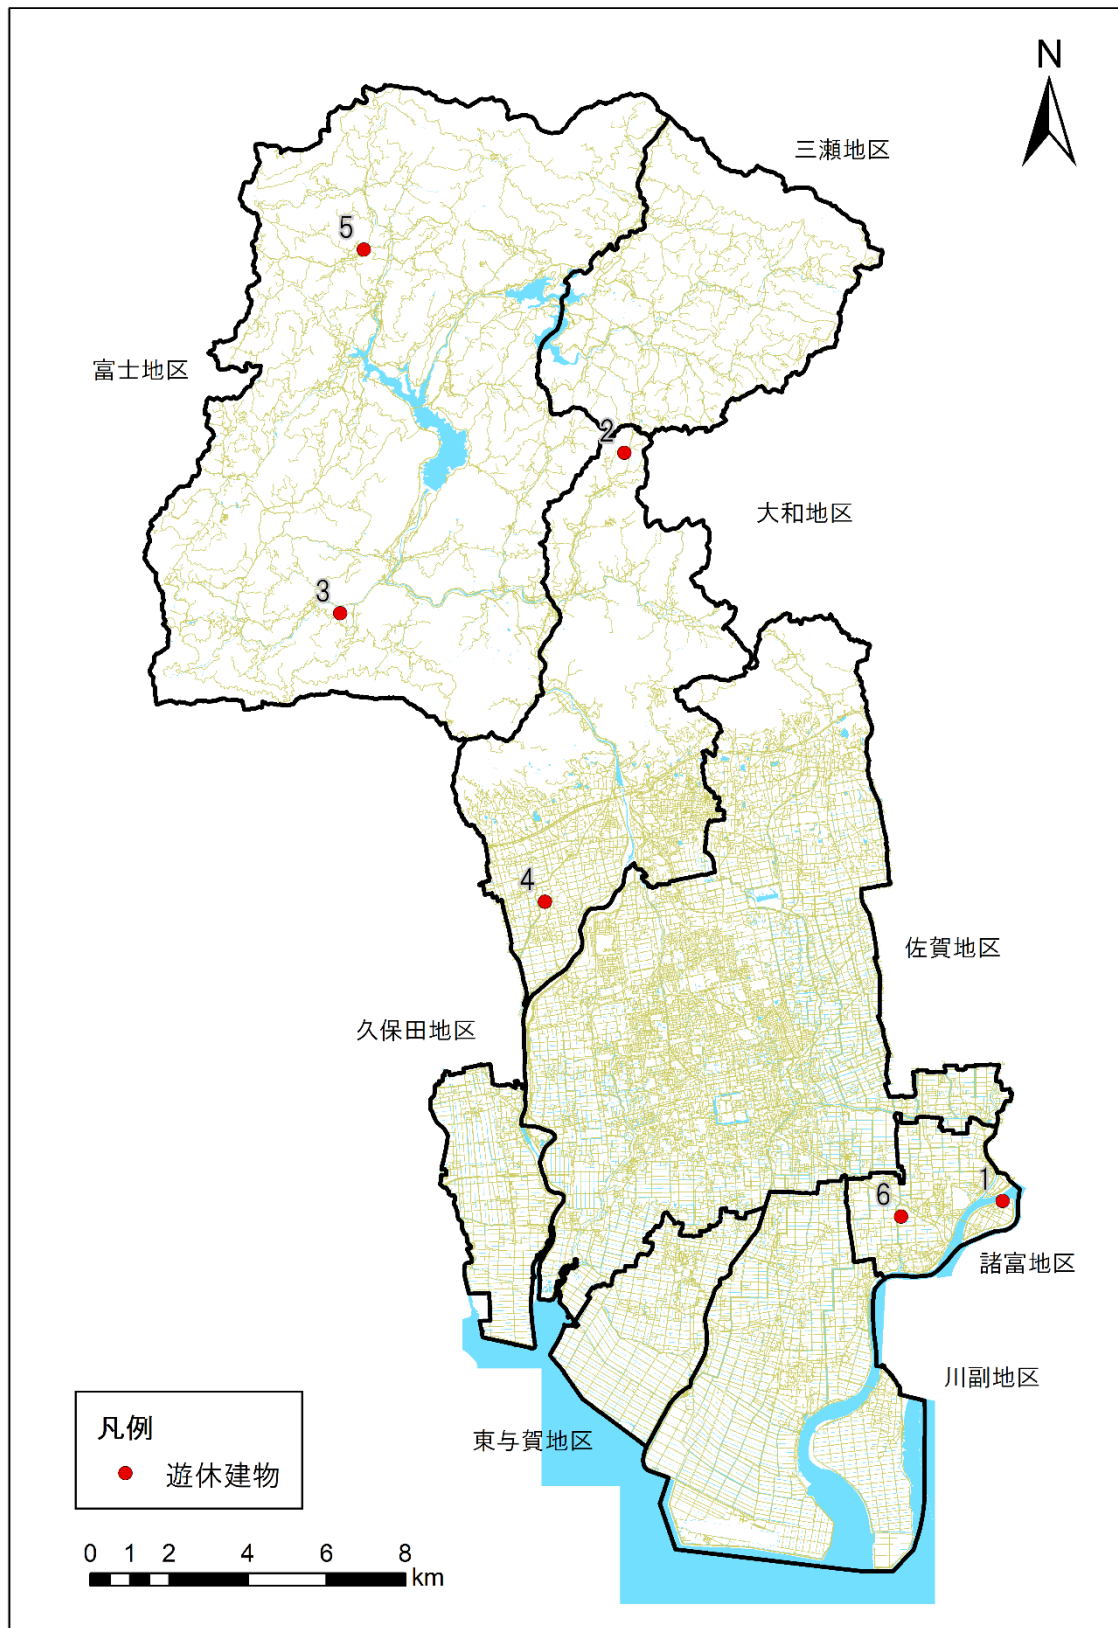 N
三瀬地区
5
富士地区
2
大和地区
3
4
佐賀地区
久保田地区
1
6
諸富地区
川副地区
東与賀地区
凡例
遊休建物
0 1 2 4 6 8
km